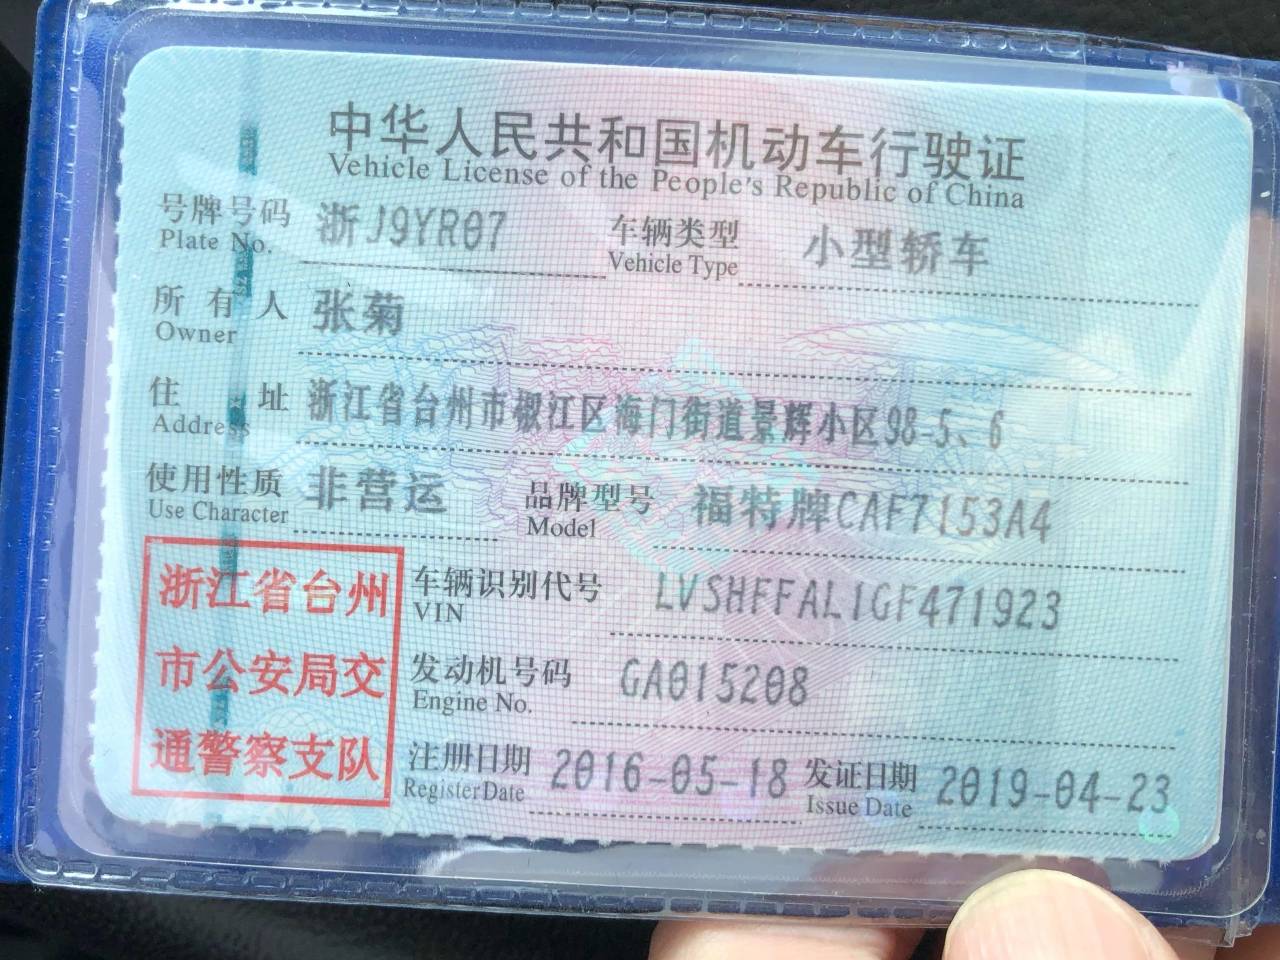 中华人民共和国机动车行驶证
Vehicle License of the People's Republic of China
号牌号码 浙J9YR07 车辆类型 小型轿车
Plate No. Vehicle Type
所有人 张菊
Owner
住址 浙江省台州市椒江区海门街道景辉小区98-5、6
Address
使用性质 非营运 品牌型号 福特牌CAF7153A4
Use Character Model
浙江省台州
市公安局交
通警察支队
车辆识别代号 LVSHFFAL1GF471923
VIN
发动机号码 GA015208
Engine No.
注册日期 2016-05-18 发证日期 2019-04-23
Register Date Issue Date